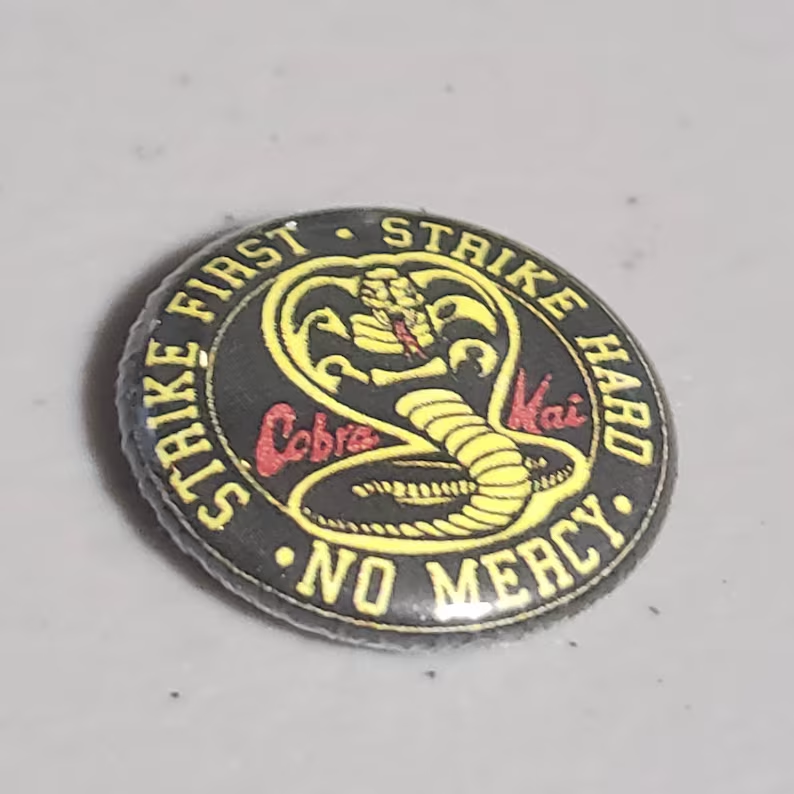 STRIKE FIRST • STRIKE HARD
• NO MERCY •
Cobra Kai